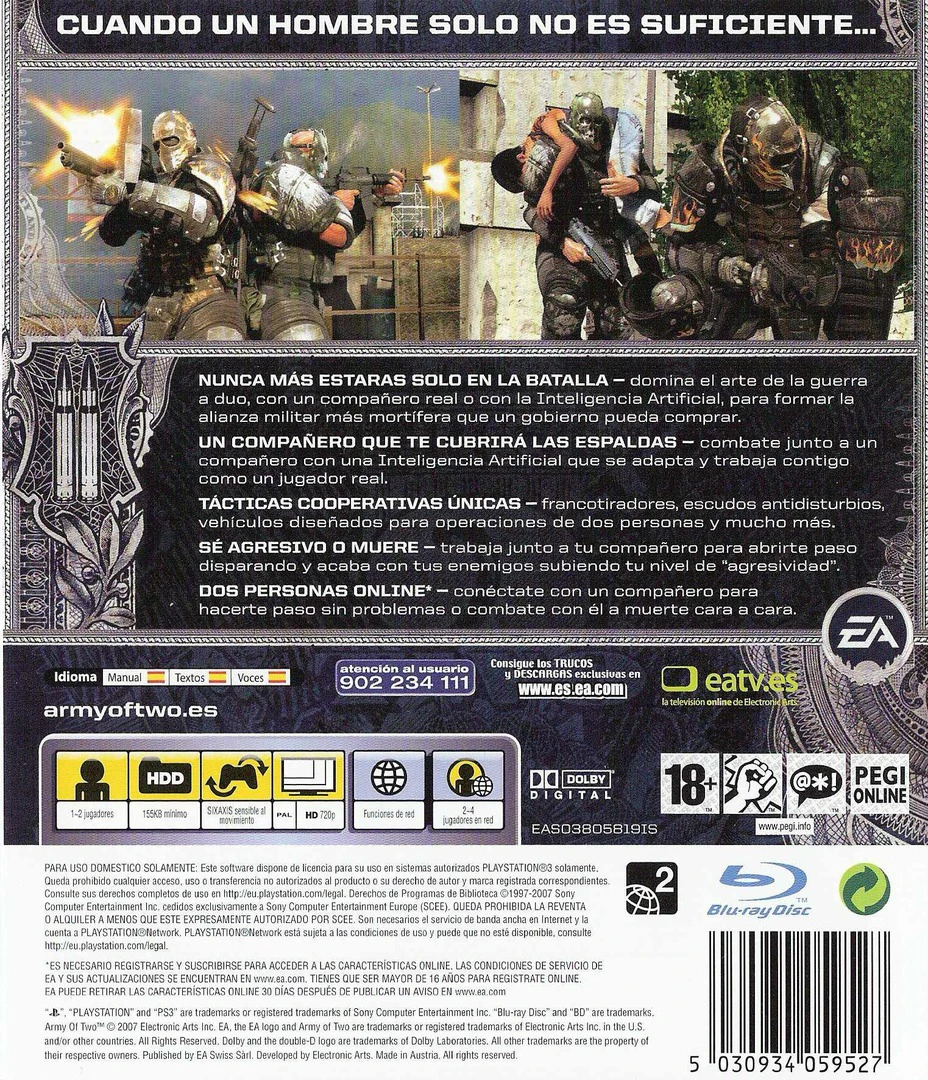 CUANDO UN HOMBRE SOLO NO ES SUFICIENTE...
NUNCA MÁS ESTARAS SOLO EN LA BATALLA – domina el arte de la guerra
a duo, con un compañero real o con la Inteligencia Artificial, para formar la
alianza militar más mortífera que un gobierno pueda comprar.
UN COMPAÑERO QUE TE CUBRIRÁ LAS ESPALDAS – combate junto a un
compañero con una Inteligencia Artificial que se adapta y trabaja contigo
como un jugador real.
TÁCTICAS COOPERATIVAS ÚNICAS – francotiradores, escudos antidisturbios,
vehículos diseñados para operaciones de dos personas y mucho más.
SÉ AGRESIVO O MUERE – trabaja junto a tu compañero para abrirte paso
disparando y acaba con tus enemigos subiendo tu nivel de "agresividad".
DOS PERSONAS ONLINE* – conéctate con un compañero para
hacerte paso sin problemas o combate con él a muerte cara a cara.
EA™
Idioma Manual Textos Voces
atención al usuario
902 234 111
Consigue los TRUCOS
y DESCARGAS exclusivas en
www.es.ea.com
eatv.es
la televisión online de Electronic Arts.
armyoftwo.es
HDD
1-2 jugadores
155KB mínimo
SIXAXIS sensible al
movimiento
PAL HD 720p
Funciones de red
2-4
jugadores en red
DOLBY
DIGITAL
EAS03805819IS
18+
@*!
PEGI
ONLINE
www.pegi.info
PARA USO DOMESTICO SOLAMENTE: Este software dispone de licencia para su uso en sistemas autorizados PLAYSTATION®3 solamente.
Queda prohibido cualquier acceso, uso o transferencia no autorizados al producto o su derecho de autor y marca registrada correspondientes.
Consulte sus derechos completos de uso en http://eu.playstation.com/legal. Derechos de Programas de Biblioteca ©1997-2007 Sony
Computer Entertainment Inc. cedidos exclusivamente a Sony Computer Entertainment Europe (SCEE). QUEDA PROHIBIDA LA REVENTA
O ALQUILER A MENOS QUE ESTE EXPRESAMENTE AUTORIZADO POR SCEE. Son necesarios el servicio de banda ancha en Internet y la
cuenta a PLAYSTATION®Network. PLAYSTATION®Network está sujeta a las condiciones de uso y puede que no esté disponible, consulte
http://eu.playstation.com/legal.
*ES NECESARIO REGISTRARSE Y SUSCRIBIRSE PARA ACCEDER A LAS CARACTERÍSTICAS ONLINE. LAS CONDICIONES DE SERVICIO DE
EA Y SUS ACTUALIZACIONES SE ENCUENTRAN EN www.ea.com. TIENES QUE SER MAYOR DE 16 AÑOS PARA REGISTRATE ONLINE.
EA PUEDE RETIRAR LAS CARACTERÍSTICAS ONLINE 30 DÍAS DESPUÉS DE PUBLICAR UN AVISO EN www.ea.com
" ", "PLAYSTATION" and "PS3" are trademarks or registered trademarks of Sony Computer Entertainment Inc. "Blu-ray Disc" and "BD" are trademarks.
Army Of Two™ © 2007 Electronic Arts Inc. EA, the EA logo and Army of Two are trademarks or registered trademarks of Electronic Arts Inc. in the U.S.
and/or other countries. All Rights Reserved. Dolby and the double-D logo are trademarks of Dolby Laboratories. All other trademarks are the property of
their respective owners. Published by EA Swiss Sàrl. Developed by Electronic Arts. Made in Austria. All rights reserved.
2
Blu-ray Disc™
5 030934 059527